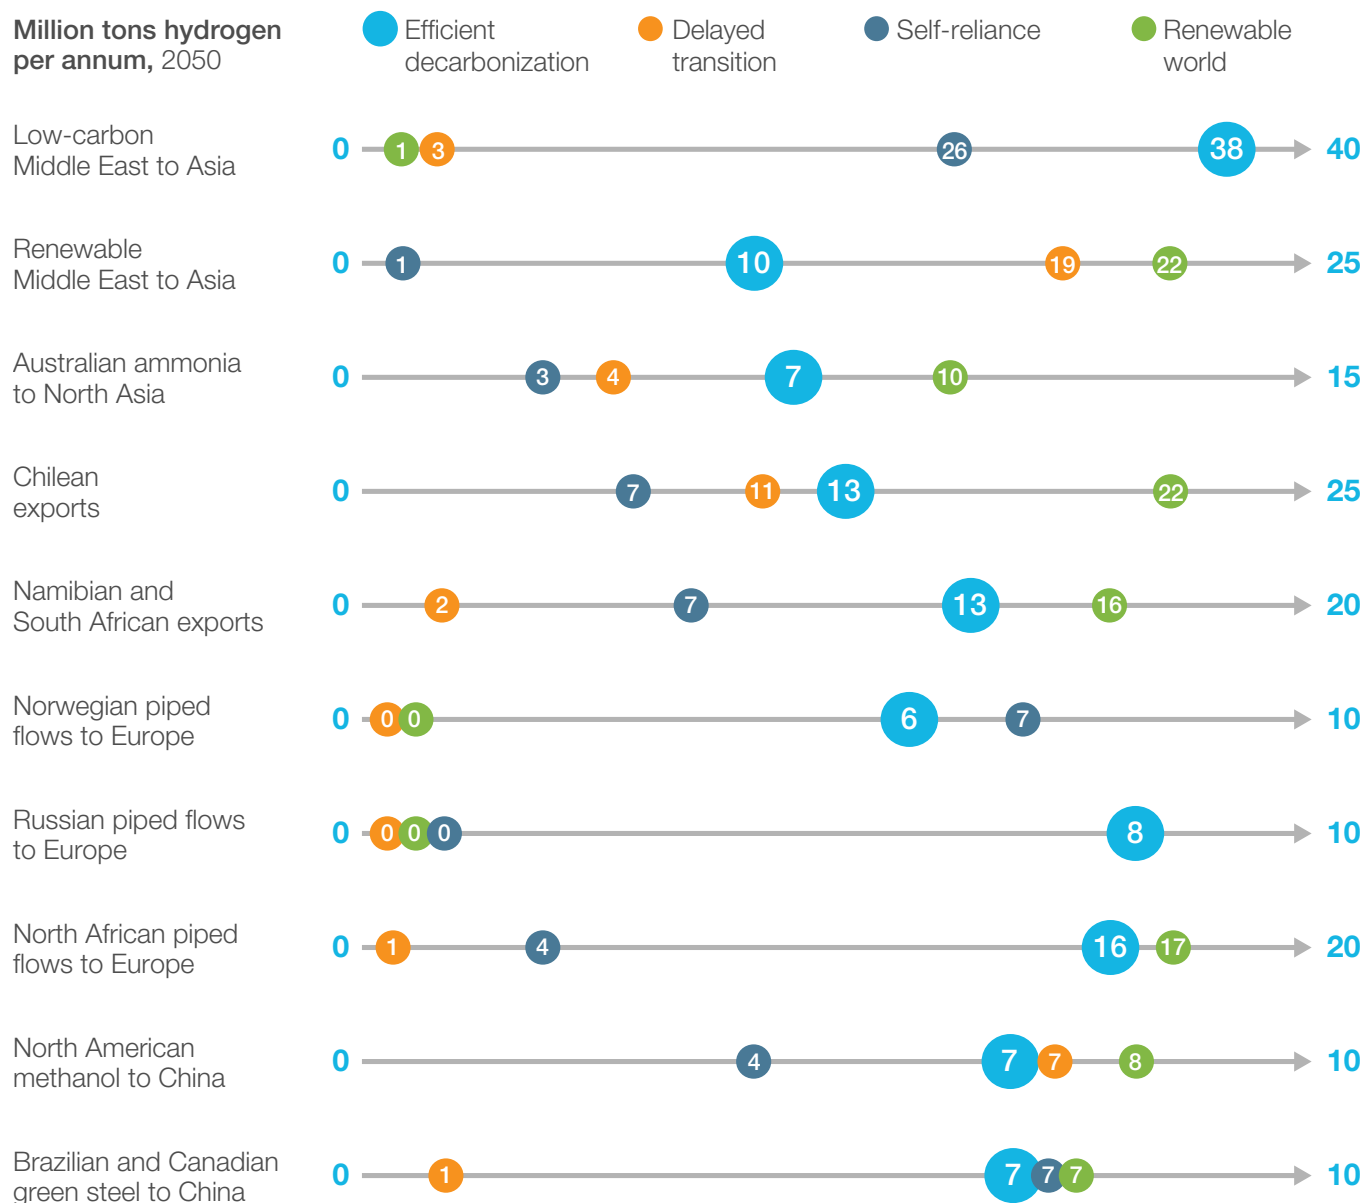 Million tons hydrogen
per annum, 2050
Efficient
decarbonization
Delayed
transition
Self-reliance
Renewable
world
Low-carbon
Middle East to Asia
0 1 3 26 38 40
Renewable
Middle East to Asia
0 1 10 19 22 25
Australian ammonia
to North Asia
0 3 4 7 10 15
Chilean
exports
0 7 11 13 22 25
Namibian and
South African exports
0 2 7 13 16 20
Norwegian piped
flows to Europe
0 0 0 6 7 10
Russian piped flows
to Europe
0 0 0 0 8 10
North African piped
flows to Europe
0 1 4 16 17 20
North American
methanol to China
0 4 7 7 8 10
Brazilian and Canadian
green steel to China
0 1 7 7 7 10